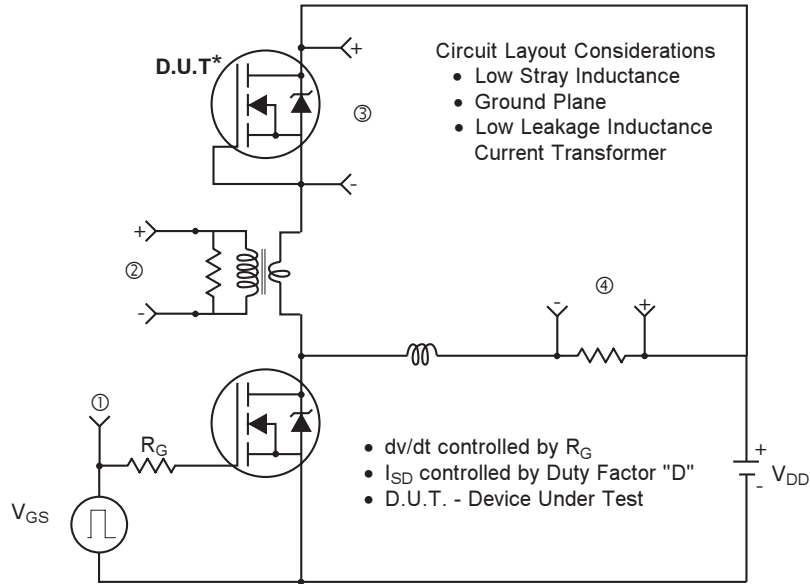 D.U.T*
+
Circuit Layout Considerations
• Low Stray Inductance
• Ground Plane
• Low Leakage Inductance
Current Transformer
③
-
+
②
-
④
- +
①
RG
VGS
• dv/dt controlled by RG
• ISD controlled by Duty Factor "D"
• D.U.T. - Device Under Test
+
-
VDD